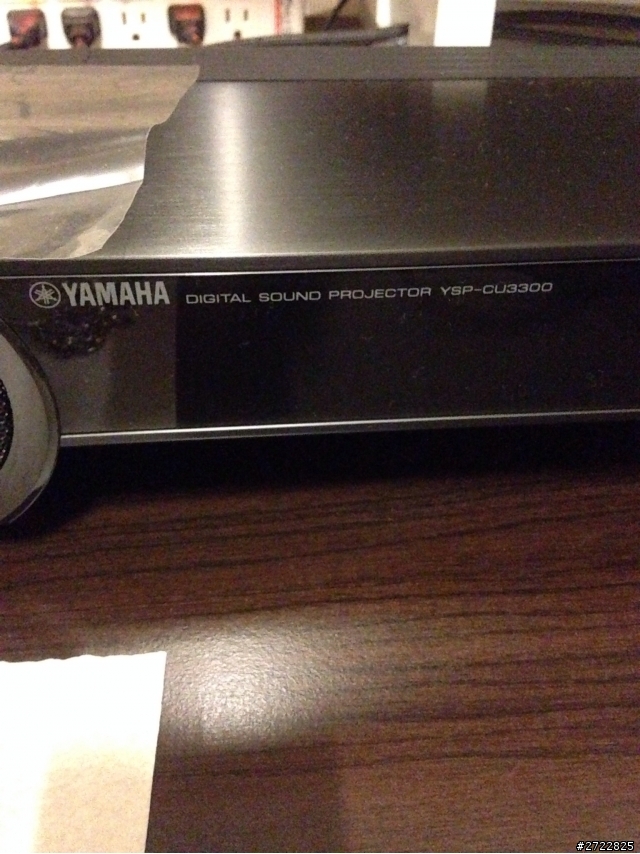 YAMAHA DIGITAL SOUND PROJECTOR YSP-CU3300
#2722825